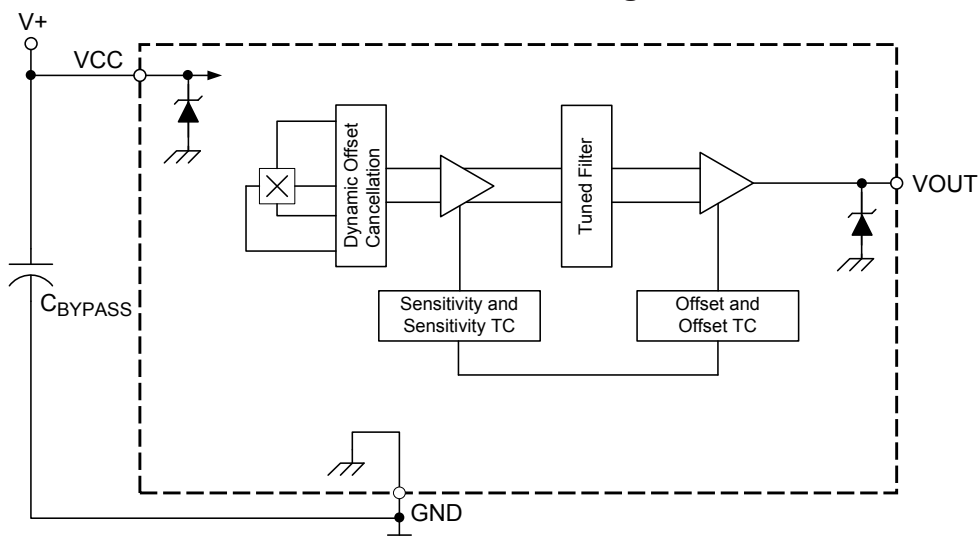 V+
VCC
Dynamic Offset
Cancellation
Tuned Filter
VOUT
CBYPASS
Sensitivity and
Sensitivity TC
Offset and
Offset TC
GND